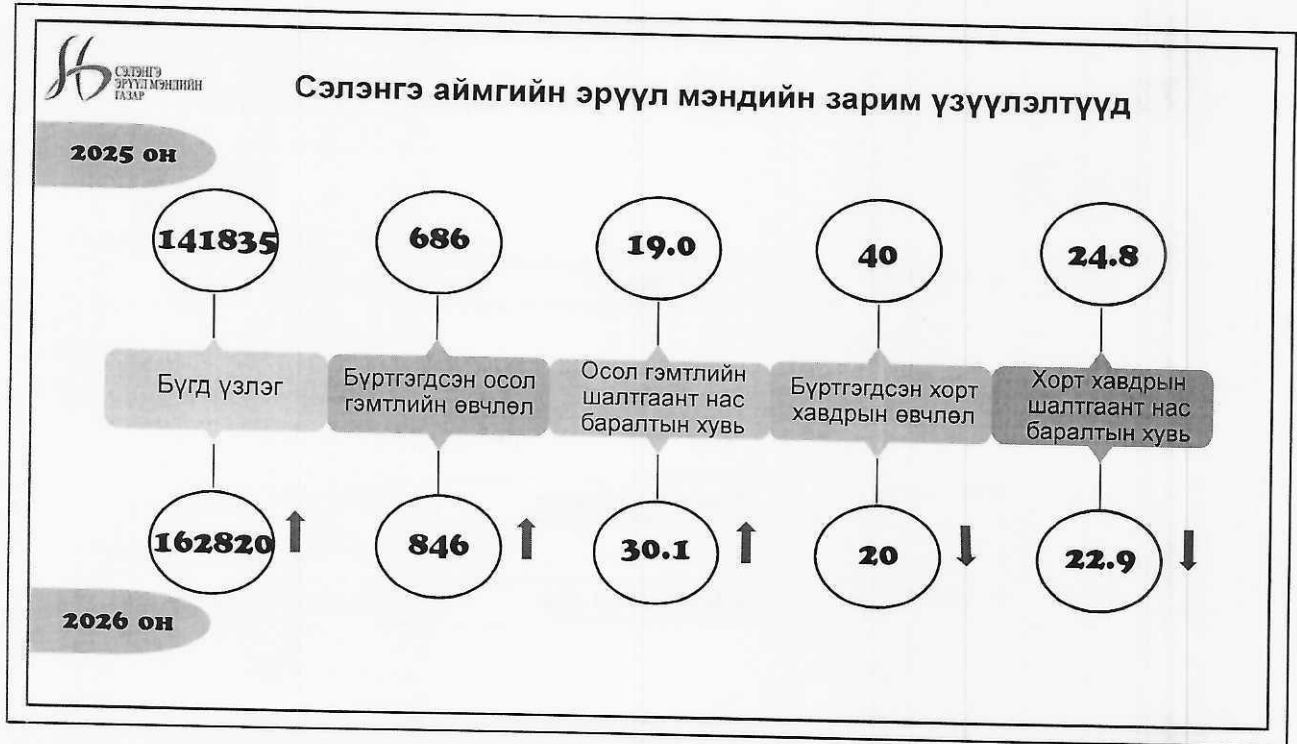 СЭЛЭНГЭ
ЭРҮҮЛ МЭНДИЙН
ГАЗАР
Сэлэнгэ аймгийн эрүүл мэндийн зарим үзүүлэлтүүд
2025 он
141835
686
19.0
40
24.8
Бүгд үзлэг
Бүртгэгдсэн осол
гэмтлийн өвчлөл
Осол гэмтлийн
шалтгаант нас
баралтын хувь
Бүртгэгдсэн хорт
хавдрын өвчлөл
Хорт хавдрын
шалтгаант нас
баралтын хувь
162820
846
30.1
20
22.9
2026 он